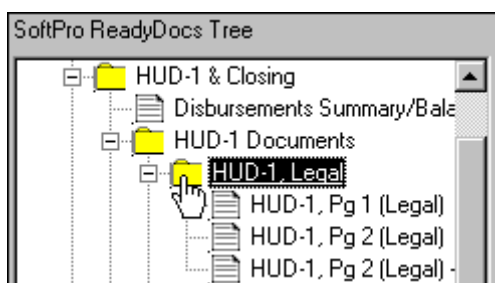 SoftPro ReadyDocs Tree
HUD-1 & Closing
Disbursements Summary/Bala
HUD-1 Documents
HUD-1, Legal
HUD-1, Pg 1 (Legal)
HUD-1, Pg 2 (Legal)
HUD-1, Pg 2 (Legal) -